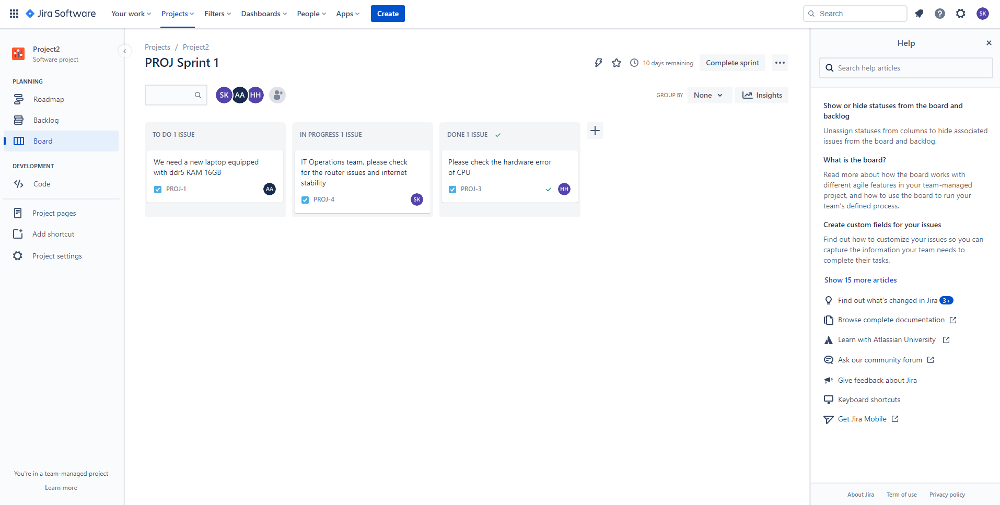 Jira Software
Your work
Projects
Filters
Dashboards
People
Apps
Create
Search
SK
Project2
Software project
PLANNING
Roadmap
Backlog
Board
DEVELOPMENT
Code
Project pages
Add shortcut
Project settings
You're in a team-managed project
Learn more
Projects / Project2
PROJ Sprint 1
10 days remaining
Complete sprint
SK AA HH
GROUP BY
None
Insights
TO DO 1 ISSUE
We need a new laptop equipped
with ddr5 RAM 16GB
PROJ-1
AA
IN PROGRESS 1 ISSUE
IT Operations team, please check
for the router issues and internet
stability
PROJ-4
SK
DONE 1 ISSUE
Please check the hardware error
of CPU
PROJ-3
HH
Help
Search help articles
Show or hide statuses from the board and
backlog
Unassign statuses from columns to hide associated
issues from the board and backlog.
What is the board?
Read more about how the board works with
different agile features in your team-managed
project, and how to use the board to run your
team's defined process.
Create custom fields for your issues
Find out how to customize your issues so you can
capture the information your team needs to
complete their tasks.
Show 15 more articles
Find out what's changed in Jira 3+
Browse complete documentation
Learn with Atlassian University
Ask our community forum
Give feedback about Jira
Keyboard shortcuts
Get Jira Mobile
About Jira
Term of use
Privacy policy